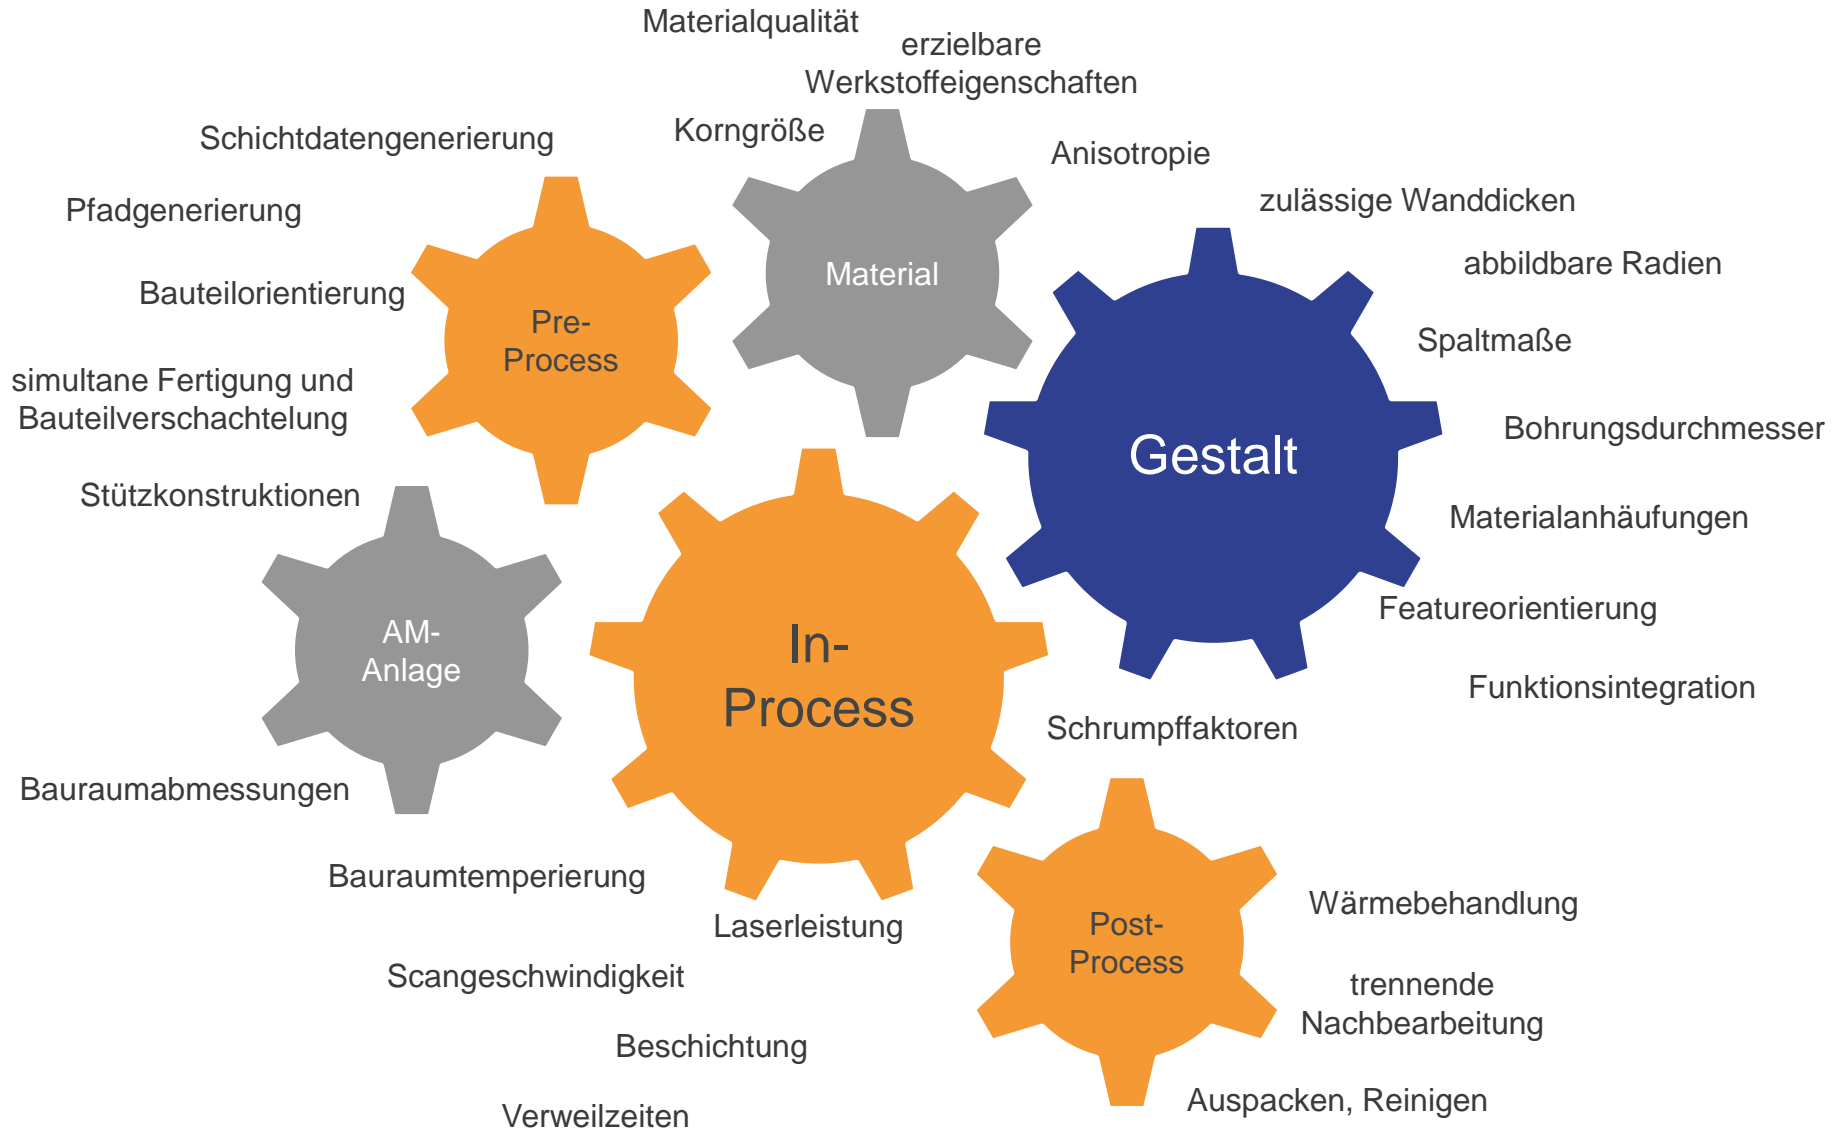 Materialqualität
erzielbare
Werkstoffeigenschaften
Korngröße
Anisotropie
Material
Schichtdatengenerierung
Pfadgenerierung
Bauteilorientierung
simultane Fertigung und
Bauteilverschachtelung
Stützkonstruktionen
Pre-
Process
zulässige Wanddicken
abbildbare Radien
Spaltmaße
Bohrungsdurchmesser
Materialanhäufungen
Featureorientierung
Funktionsintegration
Gestalt
AM-
Anlage
Bauraumabmessungen
In-
Process
Schrumpffaktoren
Bauraumtemperierung
Laserleistung
Scangeschwindigkeit
Beschichtung
Verweilzeiten
Post-
Process
Wärmebehandlung
trennende
Nachbearbeitung
Auspacken, Reinigen